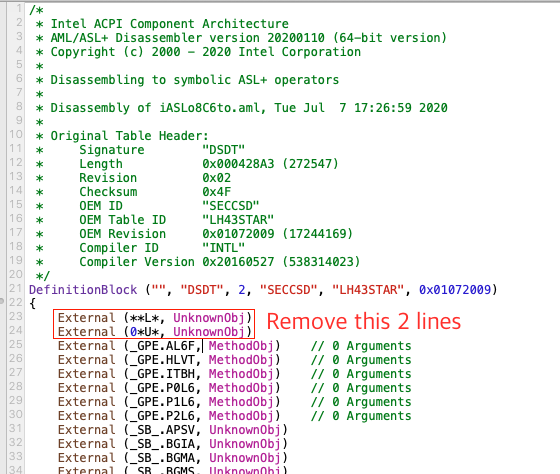 1 /*
2  * Intel ACPI Component Architecture
3  * AML/ASL+ Disassembler version 20200110 (64-bit version)
4  * Copyright (c) 2000 - 2020 Intel Corporation
5  *
6  * Disassembling to symbolic ASL+ operators
7  *
8  * Disassembly of iASLo8C6to.aml, Tue Jul  7 17:26:59 2020
9  *
10  * Original Table Header:
11  *     Signature        "DSDT"
12  *     Length           0x000428A3 (272547)
13  *     Revision         0x02
14  *     Checksum         0x4F
15  *     OEM ID           "SECCSD"
16  *     OEM Table ID     "LH43STAR"
17  *     OEM Revision     0x01072009 (17244169)
18  *     Compiler ID      "INTL"
19  *     Compiler Version 0x20160527 (538314023)
20  */
21 DefinitionBlock ("", "DSDT", 2, "SECCSD", "LH43STAR", 0x01072009)
22 {
23     External (**L*, UnknownObj)
24     External (0*U*, UnknownObj)
Remove this 2 lines
25     External (_GPE.AL6F, MethodObj)    // 0 Arguments
26     External (_GPE.HLVT, MethodObj)    // 0 Arguments
27     External (_GPE.ITBH, MethodObj)    // 0 Arguments
28     External (_GPE.P0L6, MethodObj)    // 0 Arguments
29     External (_GPE.P1L6, MethodObj)    // 0 Arguments
30     External (_GPE.P2L6, MethodObj)    // 0 Arguments
31     External (_SB_.APSV, UnknownObj)
32     External (_SB_.BGIA, UnknownObj)
33     External (_SB_.BGMA, UnknownObj)
34     External (_SB_.BGMS, UnknownObj)